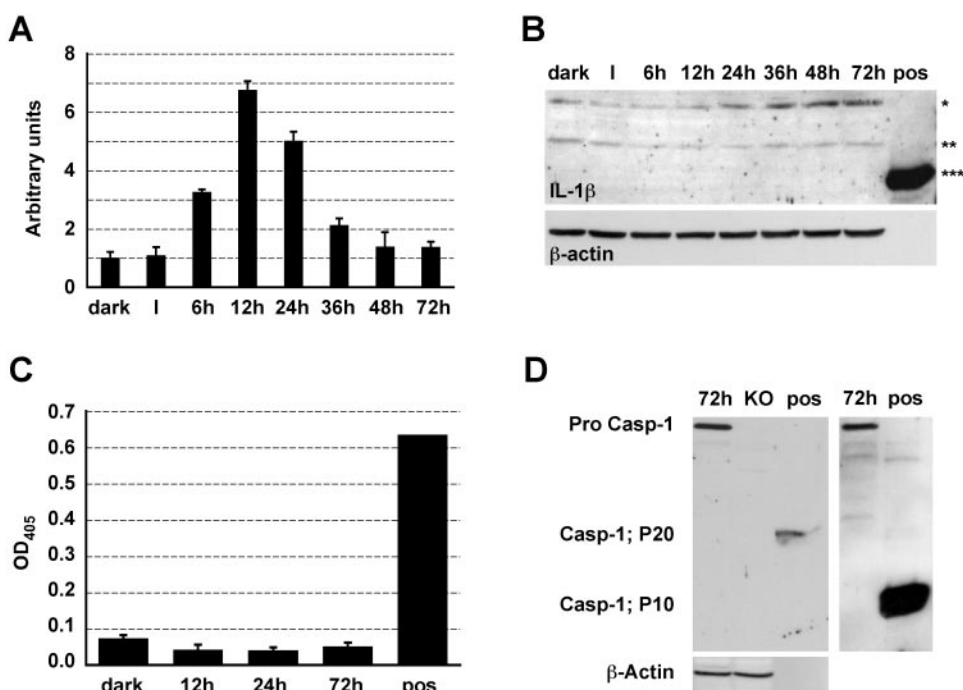 A
Arbitrary units
8
6
4
2
0
dark I 6h 12h 24h 36h 48h 72h
B
dark I 6h 12h 24h 36h 48h 72h pos
*
**
***
IL-1β
β-actin
C
OD405
0.7
0.6
0.5
0.4
0.3
0.2
0.1
0.0
dark 12h 24h 72h pos
D
72h KO pos 72h pos
Pro Casp-1
Casp-1; P20
Casp-1; P10
β-Actin